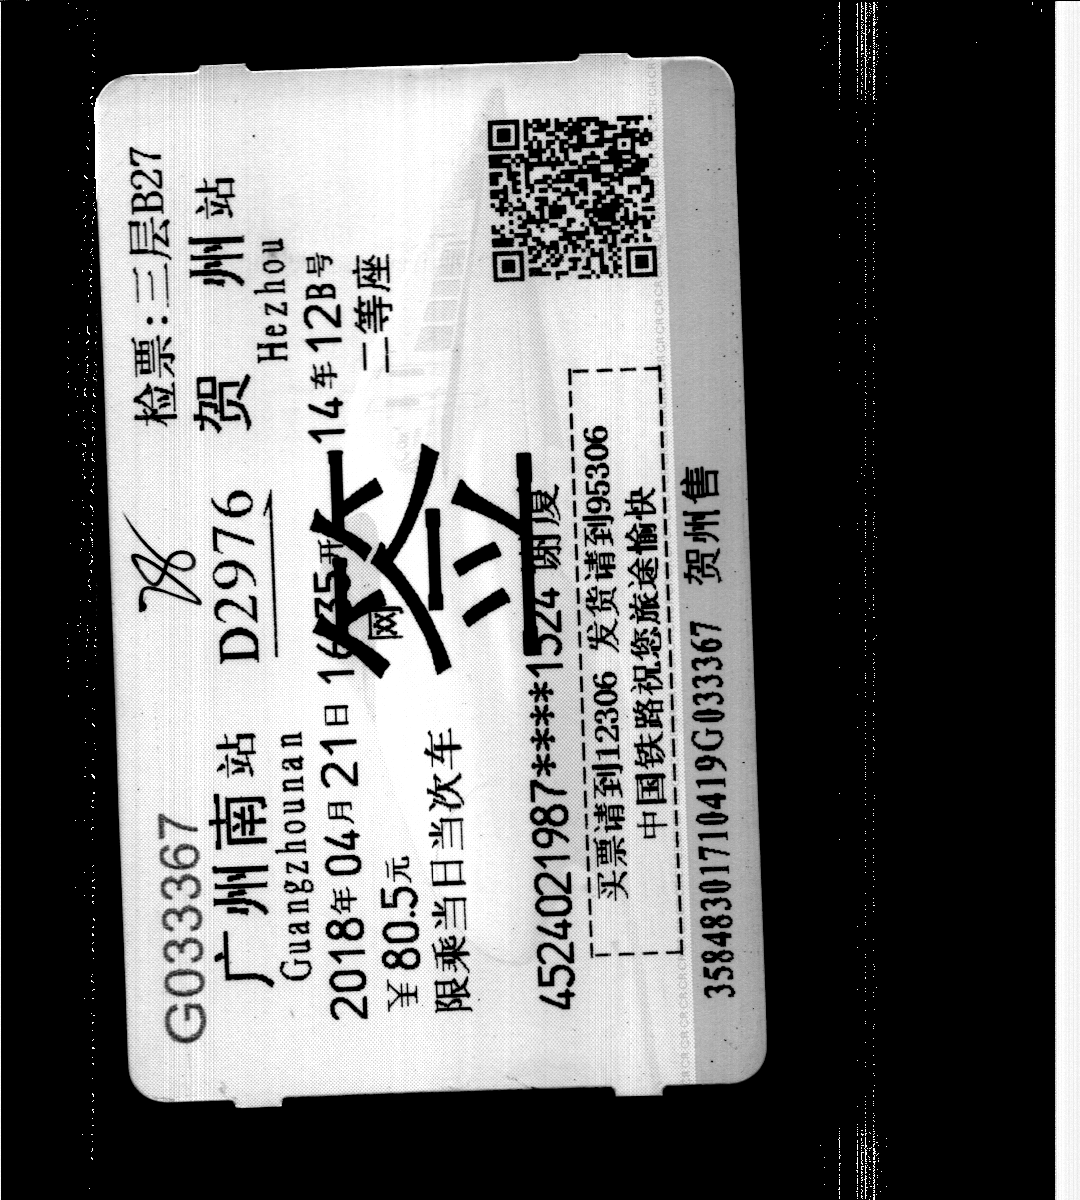 G033367
检票:三层B27
广州南站 D2976 贺州站
Guangzhounan Hezhou
2018年04月21日 16:35开 14车12B号
￥80.5元 网 二等座
限乘当日当次车
签
4524021987****1524 谢厦
买票请到12306 发货请到95306
中国铁路祝您旅途愉快
35848301710419G033367 贺州售